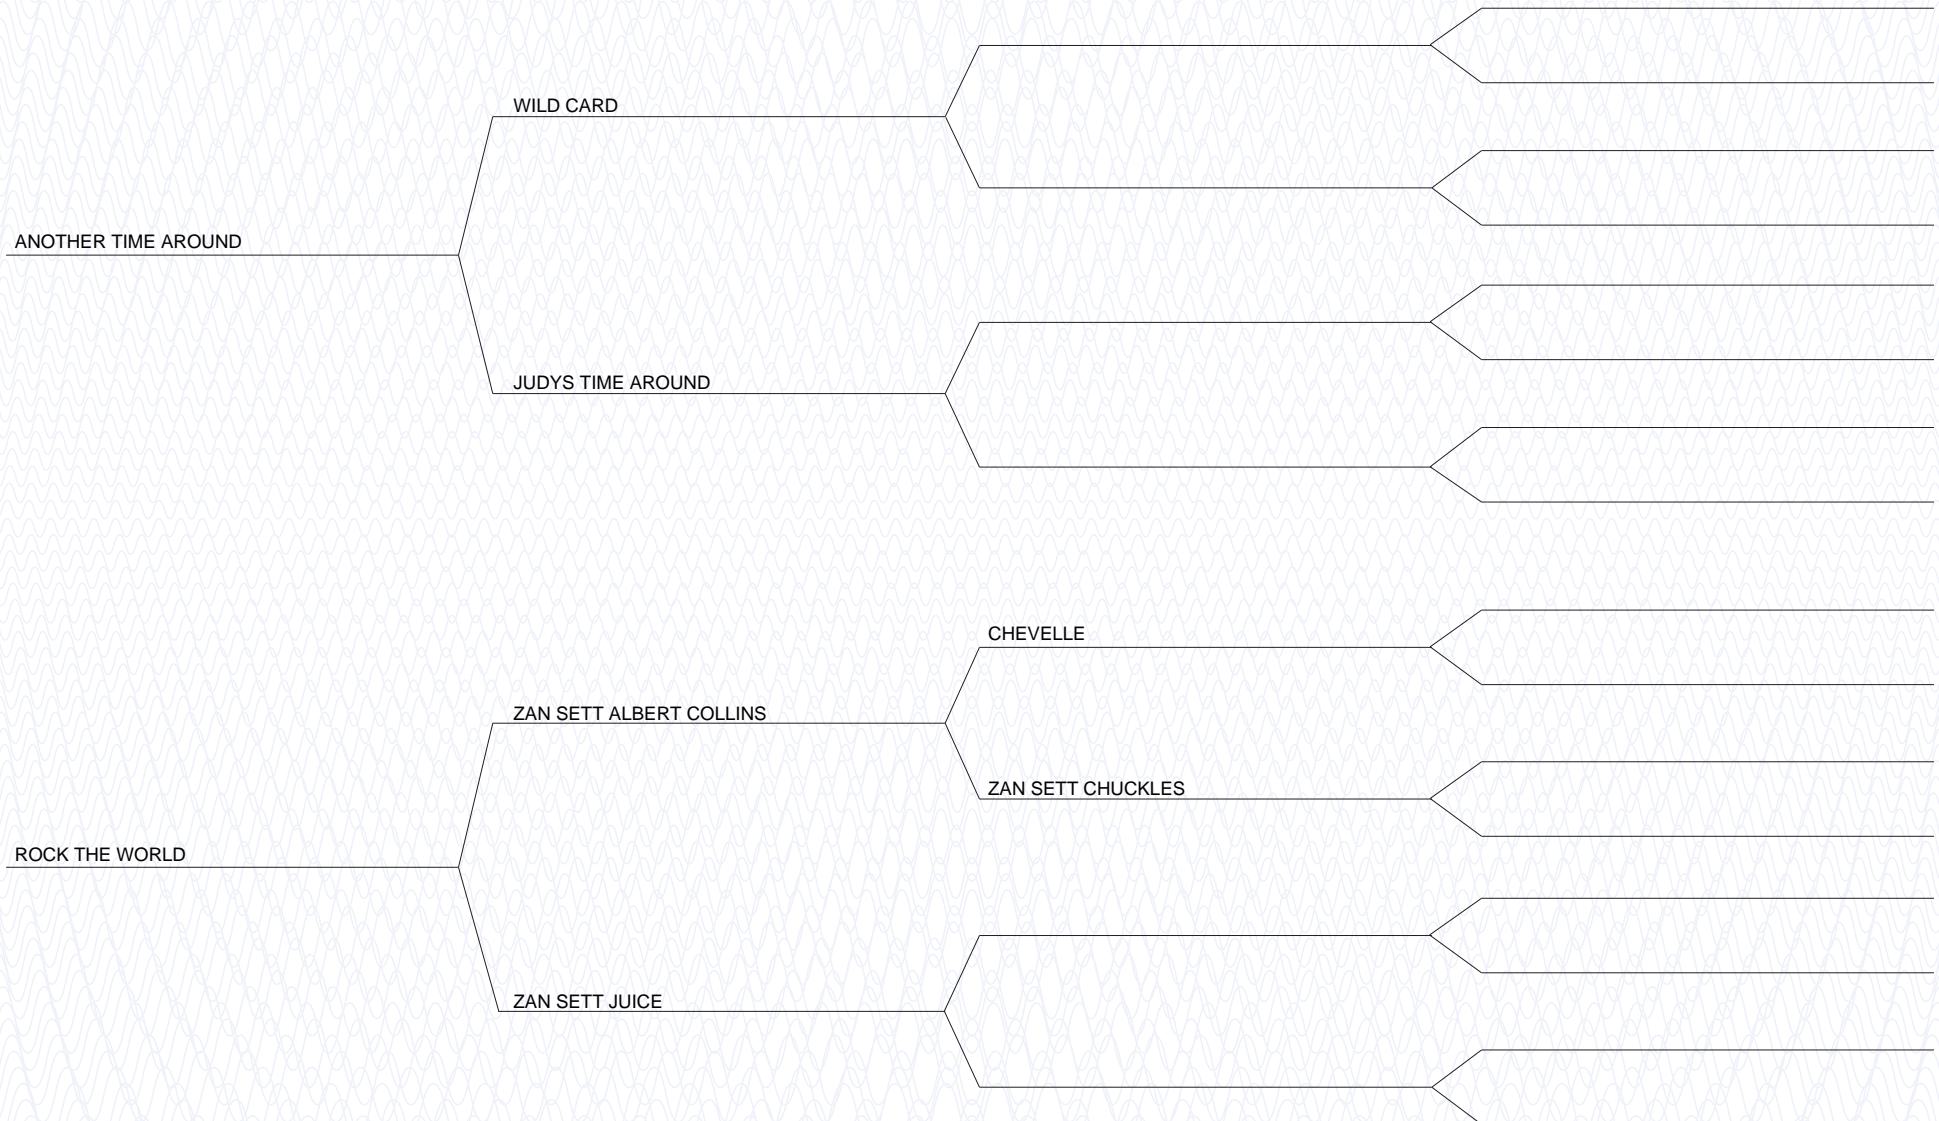 WILD CARD
ANOTHER TIME AROUND
JUDYS TIME AROUND
CHEVELLE
ZAN SETT ALBERT COLLINS
ZAN SETT CHUCKLES
ROCK THE WORLD
ZAN SETT JUICE